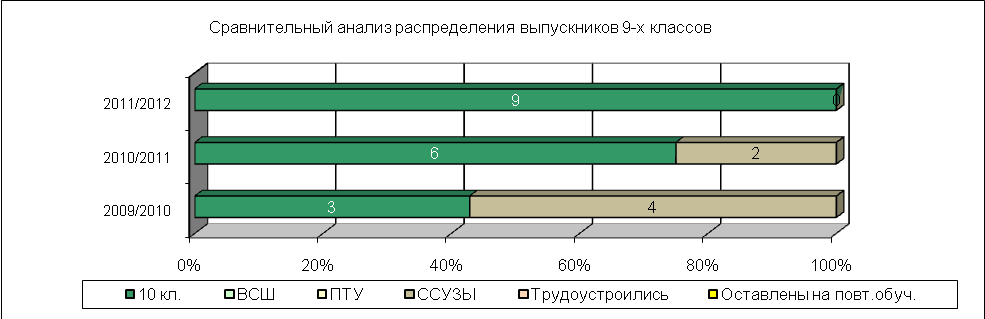 Сравнительный анализ распределения выпускников 9-х классов
2011/2012 9 0
2010/2011 6 2
2009/2010 3 4
0% 20% 40% 60% 80% 100%
10 кл. ВСШ ПТУ ССУЗЫ Трудоустроились Оставлены на повт.обуч.